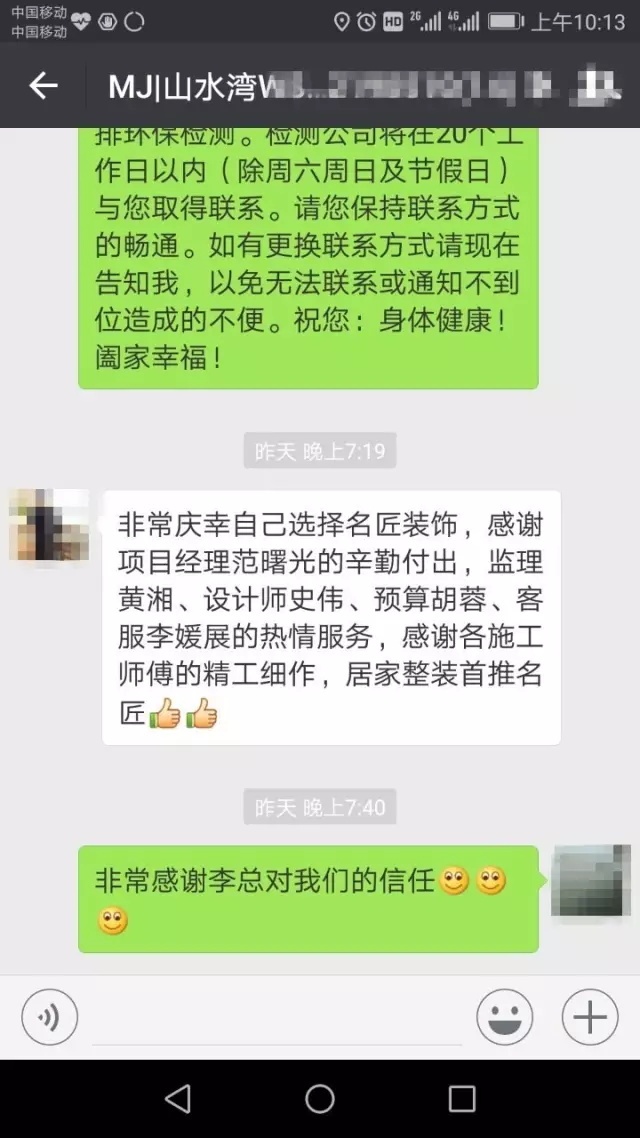 中国移动
中国移动
HD
2G
4G
上午10:13
MJ|山水湾W
排环保检测。检测公司将在20个工
作日以内（除周六周日及节假日）
与您取得联系。请您保持联系方式
的畅通。如有更换联系方式请现在
告知我，以免无法联系或通知不到
位造成的不便。祝您：身体健康！
阖家幸福！
昨天 晚上7:19
非常庆幸自己选择名匠装饰，感谢
项目经理范曙光的辛勤付出，监理
黄湘、设计师史伟、预算胡蓉、客
服李媛展的热情服务，感谢各施工
师傅的精工细作，居家整装首推名
匠👍👍
昨天 晚上7:40
非常感谢李总对我们的信任🙂🙂
🙂